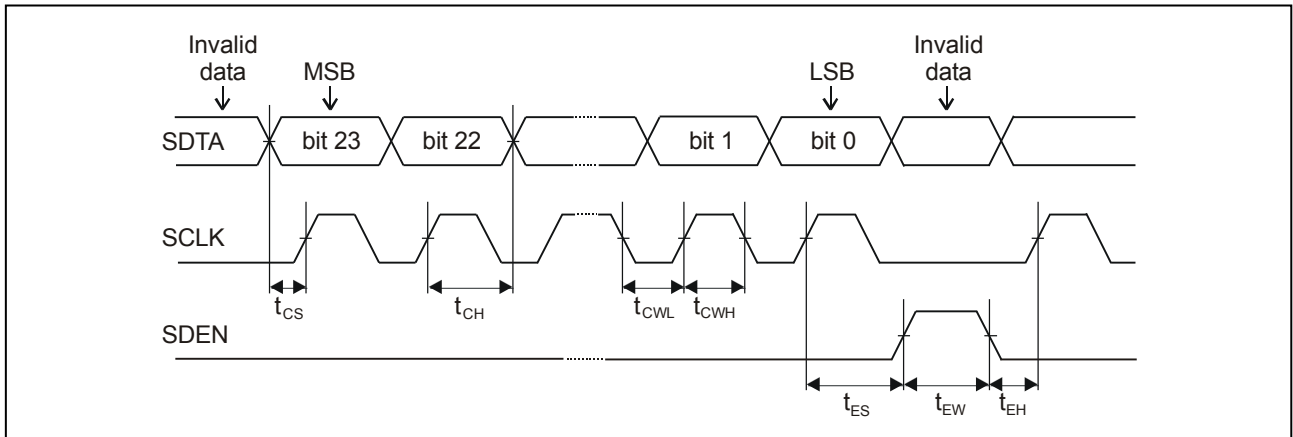 Invalid
data
MSB
LSB
Invalid
data
SDTA
bit 23
bit 22
bit 1
bit 0
SCLK
tCS
tCH
tCWL
tCWH
SDEN
tES
tEW
tEH